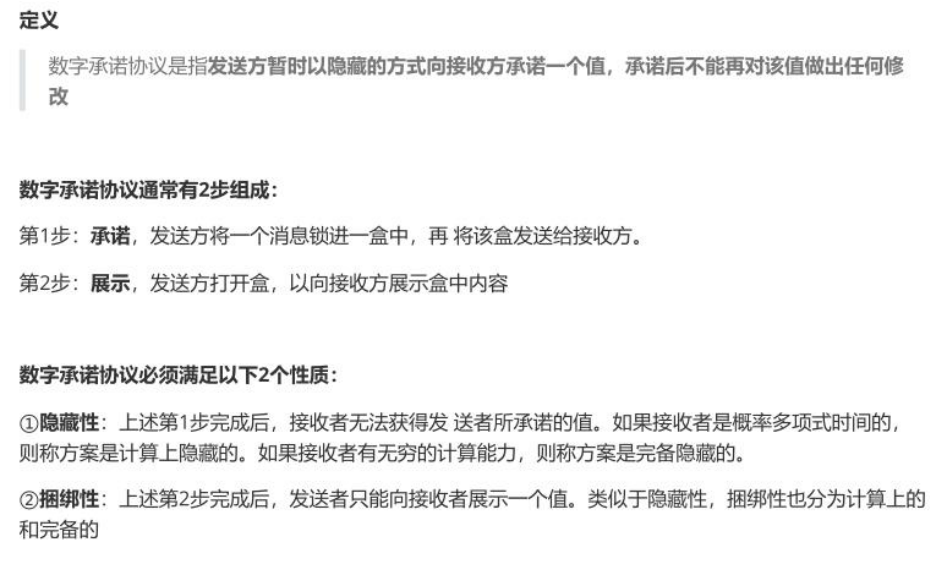 定义
数字承诺协议是指发送方暂时以隐藏的方式向接收方承诺一个值，承诺后不能再对该值做出任何修
改
数字承诺协议通常有2步组成：
第1步：承诺，发送方将一个消息锁进一盒中，再 将该盒发送给接收方。
第2步：展示，发送方打开盒，以向接收方展示盒中内容
数字承诺协议必须满足以下2个性质：
①隐藏性：上述第1步完成后，接收者无法获得发 送者所承诺的值。如果接收者是概率多项式时间的，
则称方案是计算上隐藏的。如果接收者有无穷的计算能力，则称方案是完备隐藏的。
②捆绑性：上述第2步完成后，发送者只能向接收者展示一个值。类似于隐藏性，捆绑性也分为计算上的
和完备的